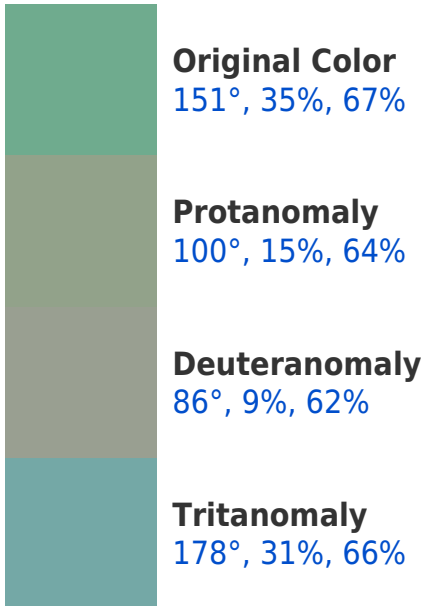 Original Color
151°, 35%, 67%
Protanomaly
100°, 15%, 64%
Deuteranomaly
86°, 9%, 62%
Tritanomaly
178°, 31%, 66%